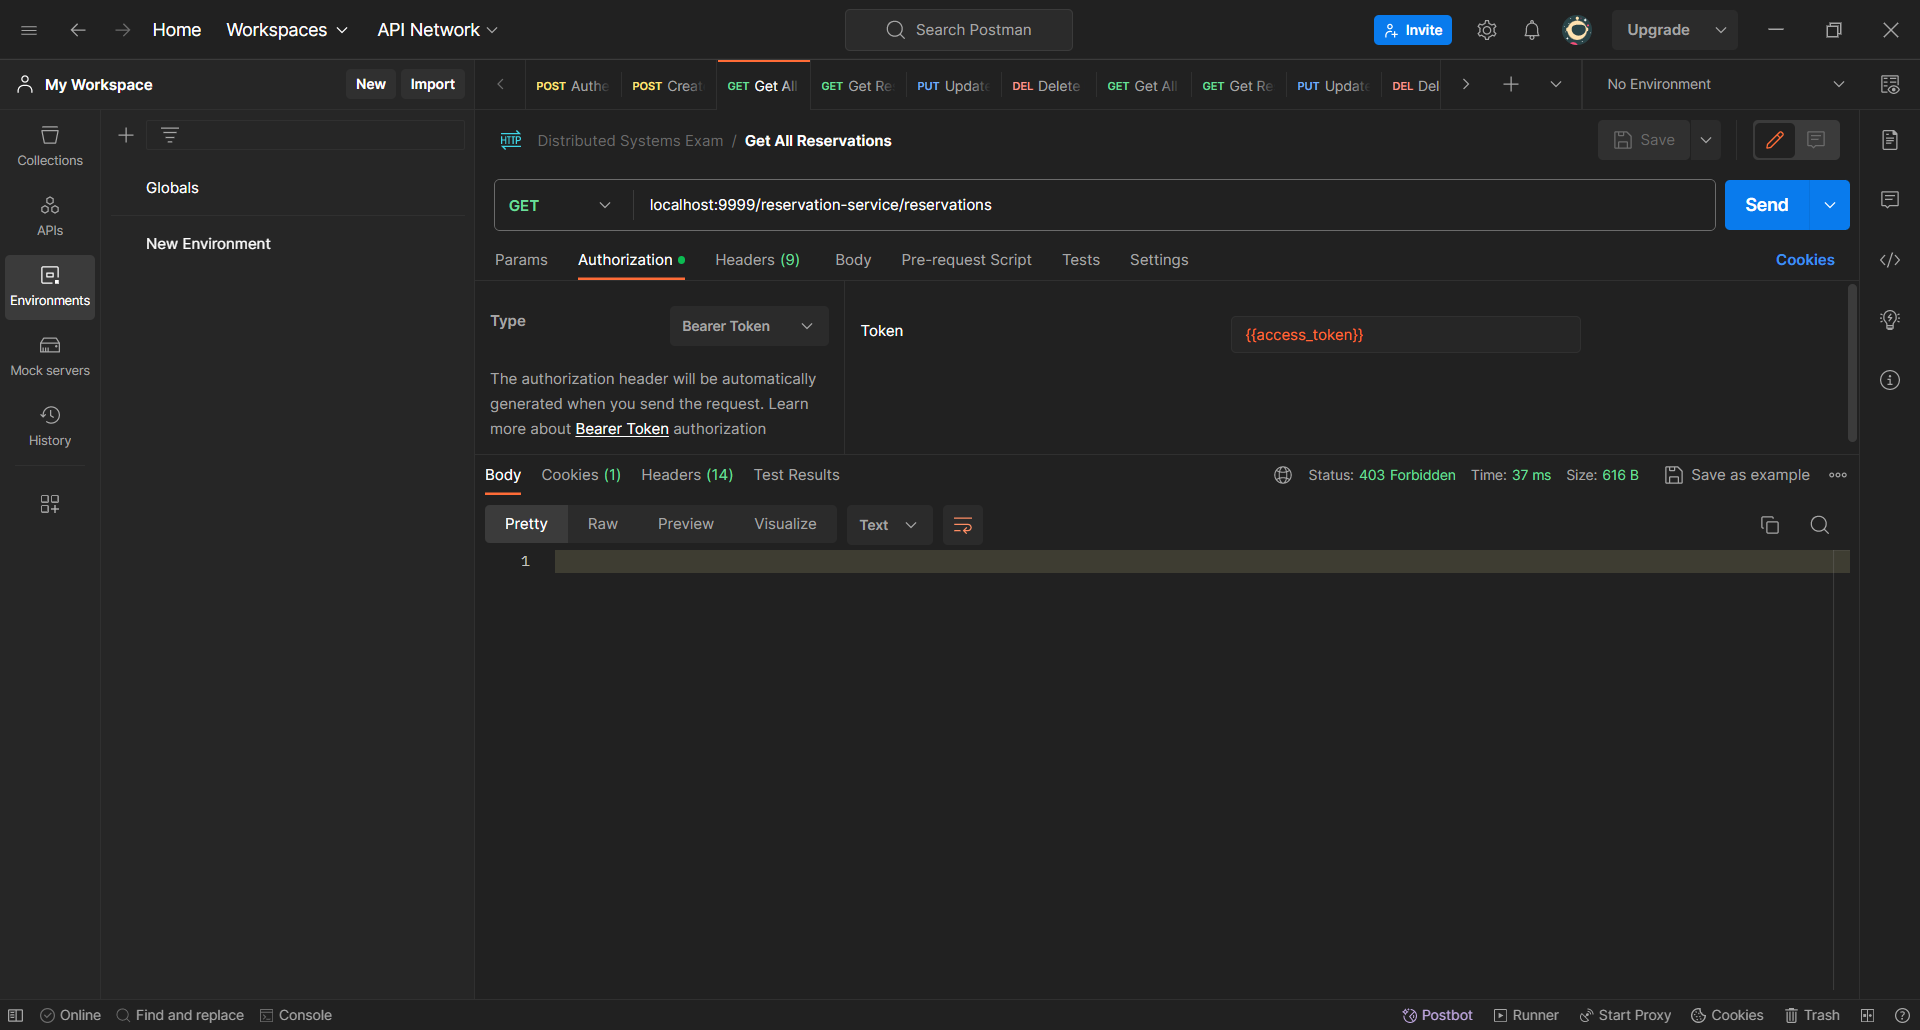 Home Workspaces API Network Search Postman Invite Upgrade
My Workspace New Import POST Authe POST Creat GET Get All GET Get Re PUT Update DEL Delete GET Get All GET Get Re PUT Update DEL Del No Environment
Collections
APIs
Environments
Mock servers
History
Globals
New Environment
HTTP Distributed Systems Exam / Get All Reservations Save
GET localhost:9999/reservation-service/reservations Send
Params Authorization Headers (9) Body Pre-request Script Tests Settings Cookies
Type Bearer Token
The authorization header will be automatically
generated when you send the request. Learn
more about Bearer Token authorization
Token {{access_token}}
Body Cookies (1) Headers (14) Test Results Status: 403 Forbidden Time: 37 ms Size: 616 B Save as example
Pretty Raw Preview Visualize Text
1
Online Find and replace Console Postbot Runner Start Proxy Cookies Trash